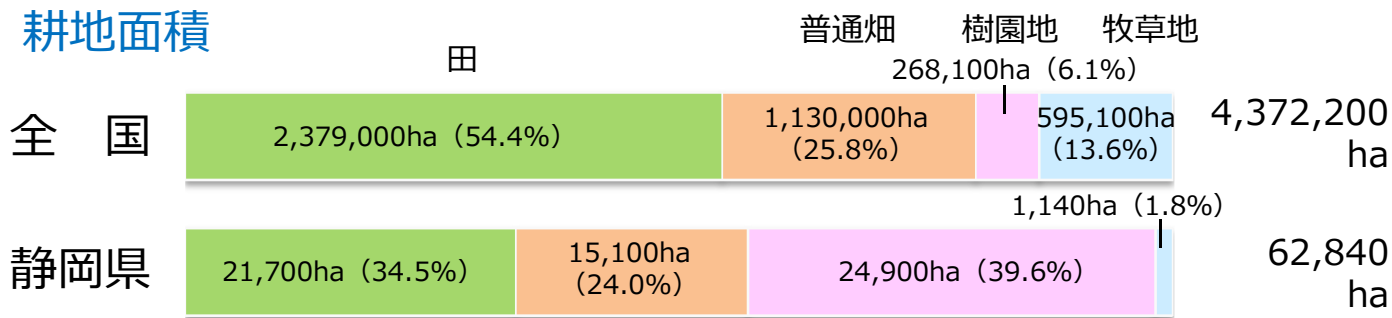 耕地面積
田
普通畑
樹園地
牧草地
268,100ha（6.1%）
全　国
2,379,000ha（54.4%）
1,130,000ha
（25.8%）
595,100ha
（13.6%）
4,372,200
ha
1,140ha（1.8%）
静岡県
21,700ha（34.5%）
15,100ha
（24.0%）
24,900ha（39.6%）
62,840
ha